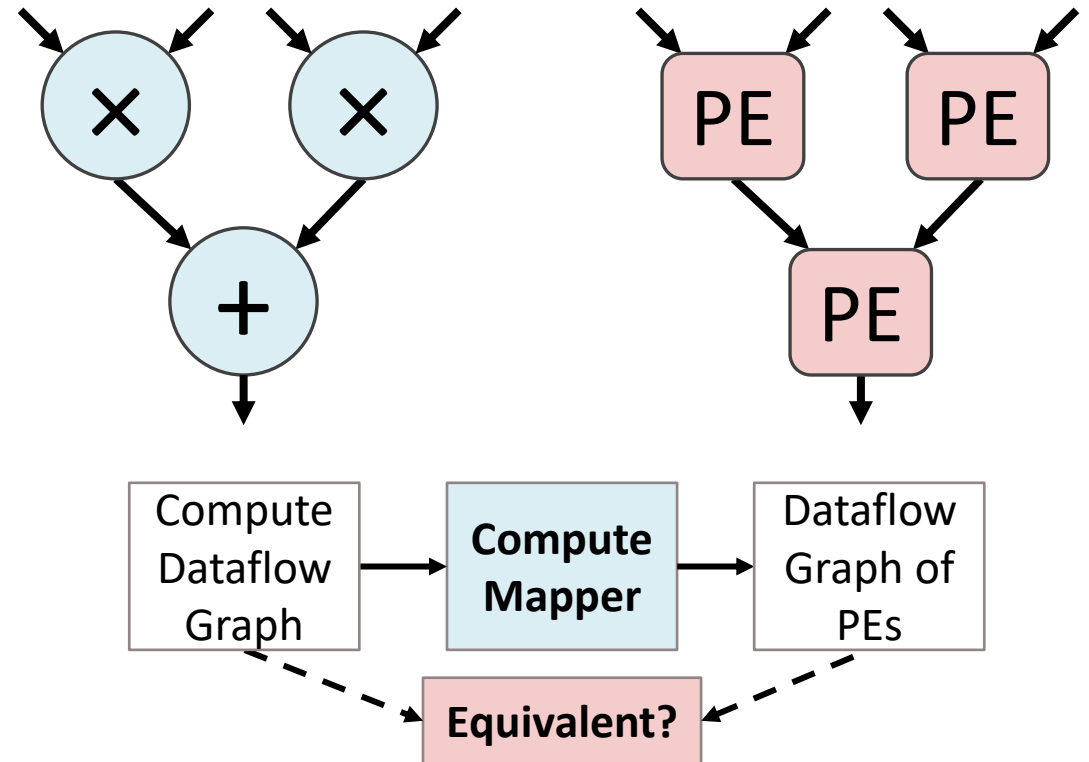 ×
×
+
PE
PE
PE
Compute
Dataflow
Graph
Compute
Mapper
Dataflow
Graph of
PEs
Equivalent?